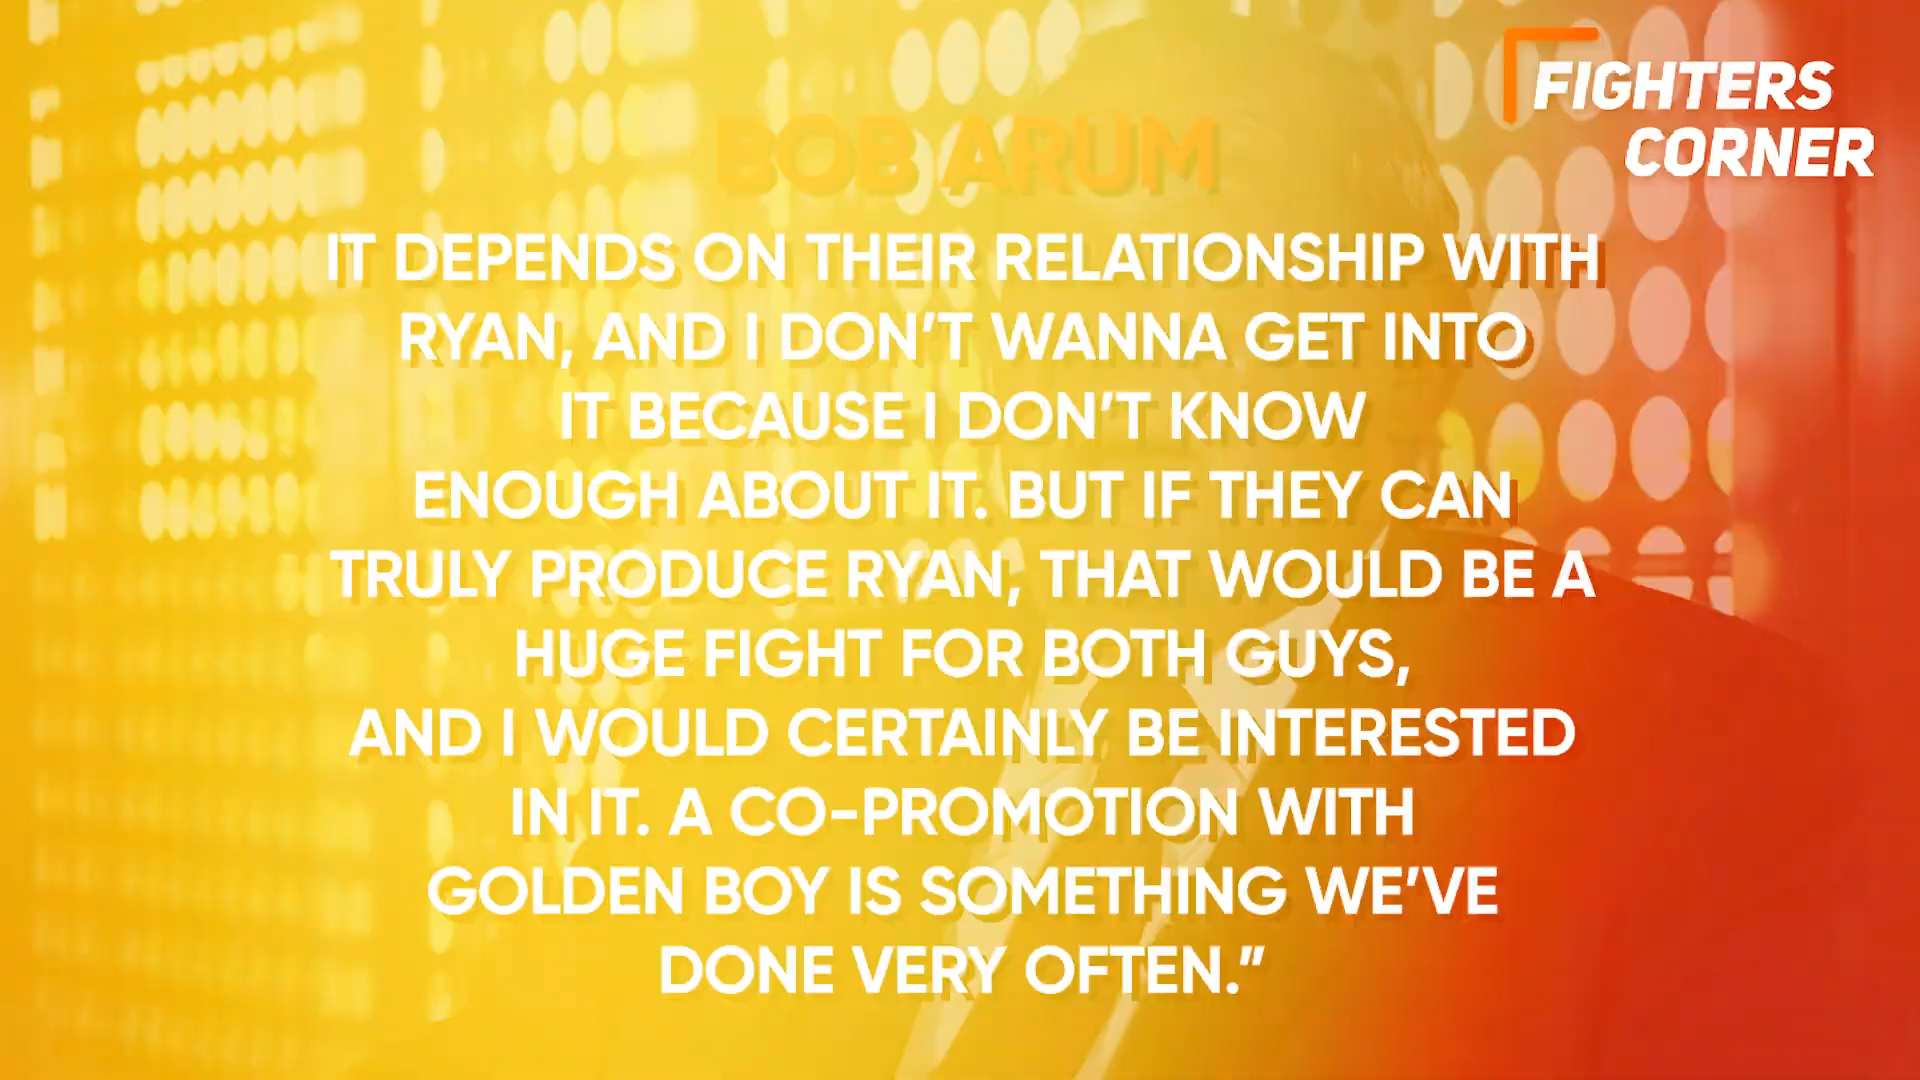 FIGHTERS
CORNER
BOB ARUM
IT DEPENDS ON THEIR RELATIONSHIP WITH
RYAN, AND I DON'T WANNA GET INTO
IT BECAUSE I DON'T KNOW
ENOUGH ABOUT IT. BUT IF THEY CAN
TRULY PRODUCE RYAN, THAT WOULD BE A
HUGE FIGHT FOR BOTH GUYS,
AND I WOULD CERTAINLY BE INTERESTED
IN IT. A CO-PROMOTION WITH
GOLDEN BOY IS SOMETHING WE'VE
DONE VERY OFTEN."